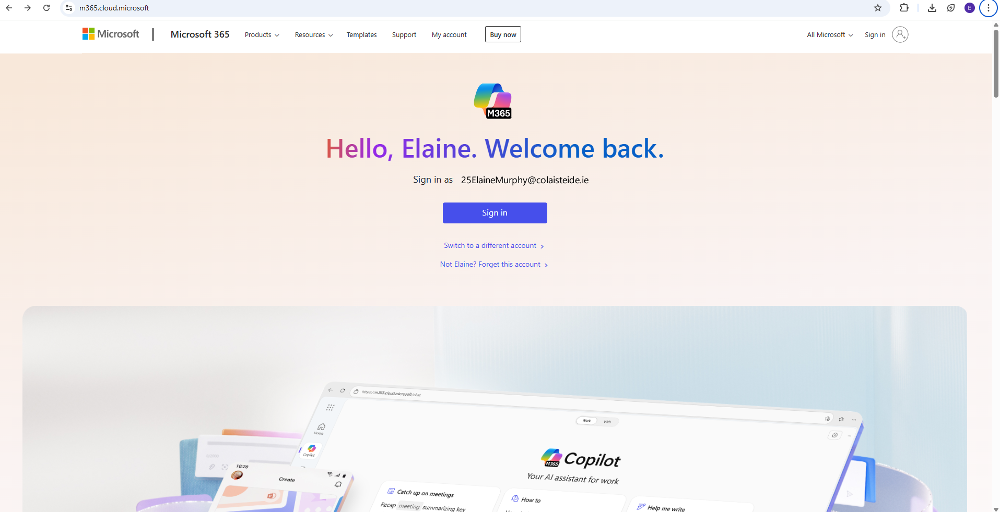 m365.cloud.microsoft
E
Microsoft
Microsoft 365
Products
Resources
Templates
Support
My account
Buy now
All Microsoft
Sign in
M365
Hello, Elaine. Welcome back.
Sign in as 25ElaineMurphy@colaisteide.ie
Sign in
Switch to a different account
Not Elaine? Forget this account
https://m365.cloud.microsoft/chat
Work
Web
Home
Copilot
0/2000
10:28
Create
M365 Copilot
Your AI assistant for work
Catch up on meetings
Recap meeting summarizing key
How to
Help me write